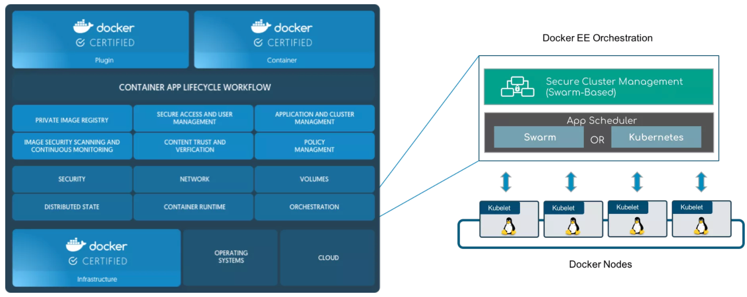 docker
CERTIFIED
Plugin
docker
CERTIFIED
Container
CONTAINER APP LIFECYCLE WORKFLOW
PRIVATE IMAGE REGISTRY
SECURE ACCESS AND USER
MANAGEMENT
APPLICATION AND CLUSTER
MANAGMENT
IMAGE SECURITY SCANNING AND
CONTINUOUS MONITORING
CONTENT TRUST AND
VERFICATION
POLICY
MANAGMENT
SECURITY
NETWORK
VOLUMES
DISTRIBUTED STATE
CONTAINER RUNTIME
ORCHESTRATION
docker
CERTIFIED
Infrastructure
OPERATING
SYSTEMS
CLOUD
Docker EE Orchestration
Secure Cluster Management
(Swarm-Based)
App Scheduler
Swarm
OR
Kubernetes
Kubelet
Kubelet
Kubelet
Kubelet
Docker Nodes